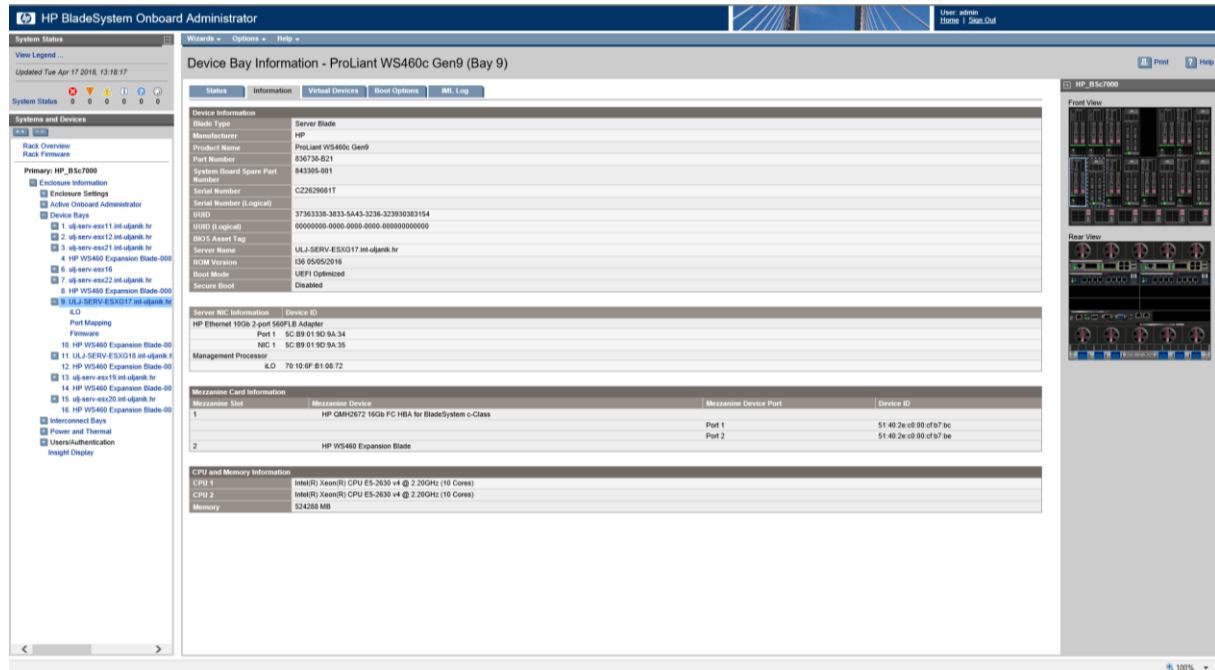 HP BladeSystem Onboard Administrator
User: admin
Home | Sign Out
System Status
View Legend ...
Updated Tue Apr 17 2018, 13:18:17
System Status 0 0 0 0 0 0
Systems and Devices
Rack Overview
Rack Firmware
Primary: HP_BSc7000
Enclosure Information
Enclosure Settings
Active Onboard Administrator
Device Bays
1. ulj-serv-esx11.int-uljanik.hr
2. ulj-serv-esx12.int-uljanik.hr
3. ulj-serv-esx21.int-uljanik.hr
4. HP WS460 Expansion Blade-000
6. ulj-serv-esx16
7. ulj-serv-esx22.int-uljanik.hr
8. HP WS460 Expansion Blade-000
9. ULJ-SERV-ESXG17.int-uljanik.hr
iLO
Port Mapping
Firmware
10. HP WS460 Expansion Blade-00
11. ULJ-SERV-ESXG18.int-uljanik.h
12. HP WS460 Expansion Blade-00
13. ulj-serv-esx19.int-uljanik.hr
14. HP WS460 Expansion Blade-00
15. ulj-serv-esx20.int-uljanik.hr
16. HP WS460 Expansion Blade-00
Interconnect Bays
Power and Thermal
Users/Authentication
Insight Display
Wizards Options Help
Device Bay Information - ProLiant WS460c Gen9 (Bay 9)
Print Help
Status Information Virtual Devices Boot Options IML Log
Device Information
Blade Type Server Blade
Manufacturer HP
Product Name ProLiant WS460c Gen9
Part Number 836738-B21
System Board Spare Part Number 843305-001
Serial Number CZ2629081T
Serial Number (Logical)
UUID 37363338-3833-5A43-3236-323930383154
UUID (Logical) 00000000-0000-0000-0000-000000000000
BIOS Asset Tag
Server Name ULJ-SERV-ESXG17.int-uljanik.hr
ROM Version I36 05/05/2016
Boot Mode UEFI Optimized
Secure Boot Disabled
Server NIC Information Device ID
HP Ethernet 10Gb 2-port 560FLB Adapter
Port 1 5C:B9:01:9D:9A:34
NIC 1 5C:B9:01:9D:9A:35
Management Processor
iLO 70:10:6F:B1:08:72
Mezzanine Card Information
Mezzanine Slot Mezzanine Device Mezzanine Device Port Device ID
1 HP QMH2672 16Gb FC HBA for BladeSystem c-Class
Port 1 51:40:2e:c0:00:cf:b7:bc
Port 2 51:40:2e:c0:00:cf:b7:be
2 HP WS460 Expansion Blade
CPU and Memory Information
CPU 1 Intel(R) Xeon(R) CPU E5-2630 v4 @ 2.20GHz (10 Cores)
CPU 2 Intel(R) Xeon(R) CPU E5-2630 v4 @ 2.20GHz (10 Cores)
Memory 524288 MB
HP_BSc7000
Front View
Rear View
100%